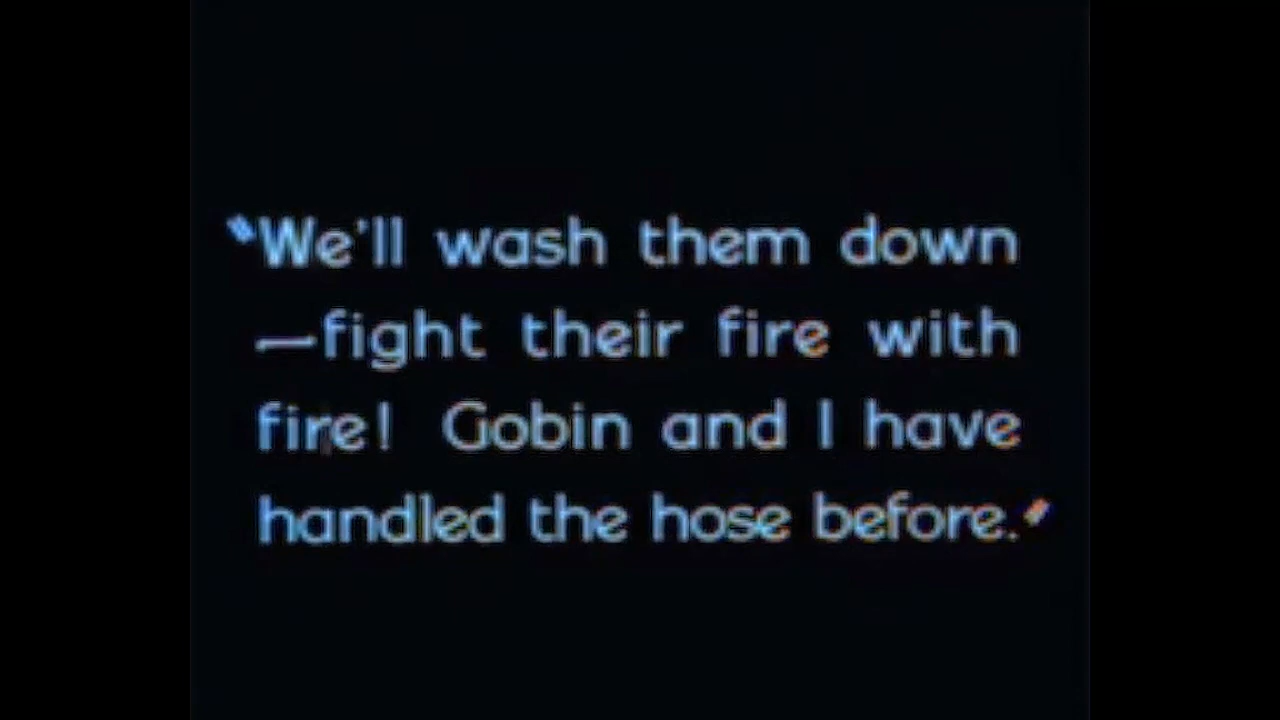 "We'll wash them down
—fight their fire with
fire! Gobin and I have
handled the hose before."